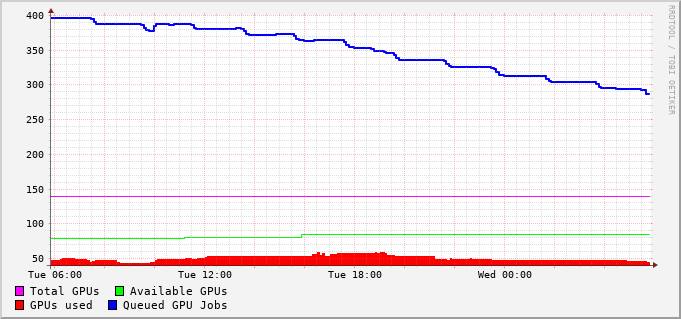 400
350
300
250
200
150
100
50
Tue 06:00 Tue 12:00 Tue 18:00 Wed 00:00
Total GPUs Available GPUs
GPUs used Queued GPU Jobs
RRDTOOL / TOBI OETIKER